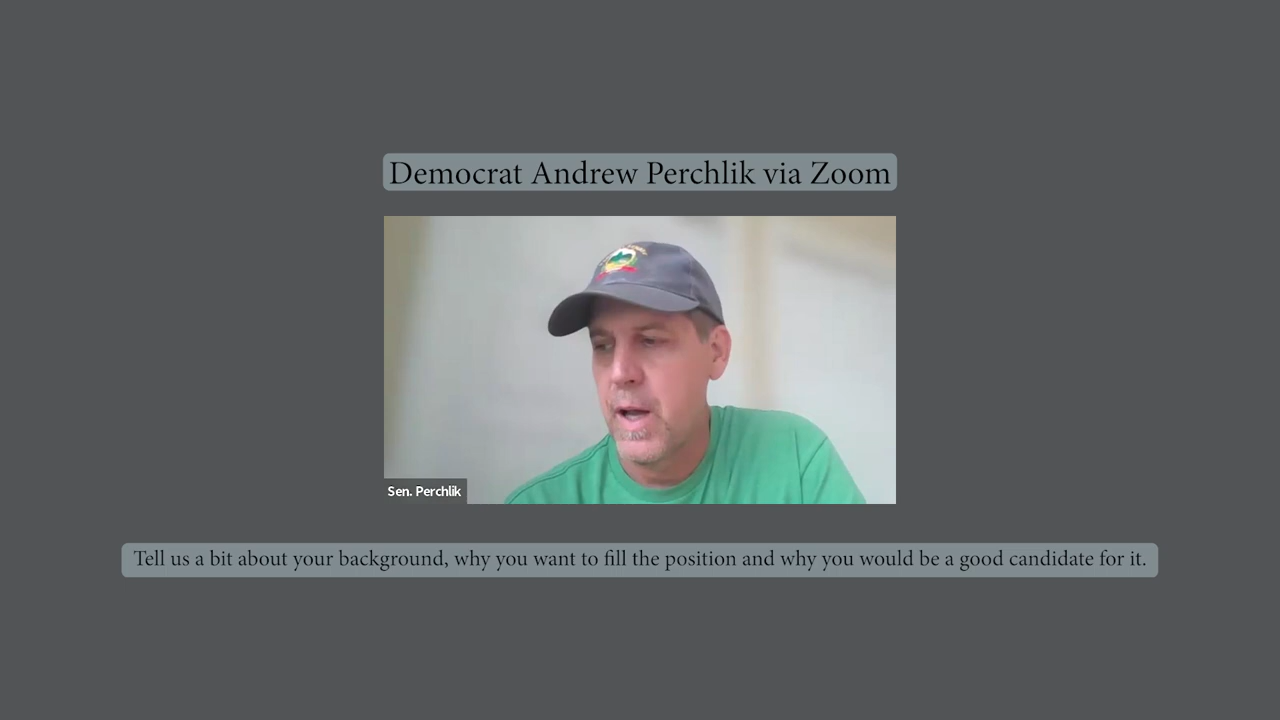 Democrat Andrew Perchlik via Zoom
Sen. Perchlik
Tell us a bit about your background, why you want to fill the position and why you would be a good candidate for it.